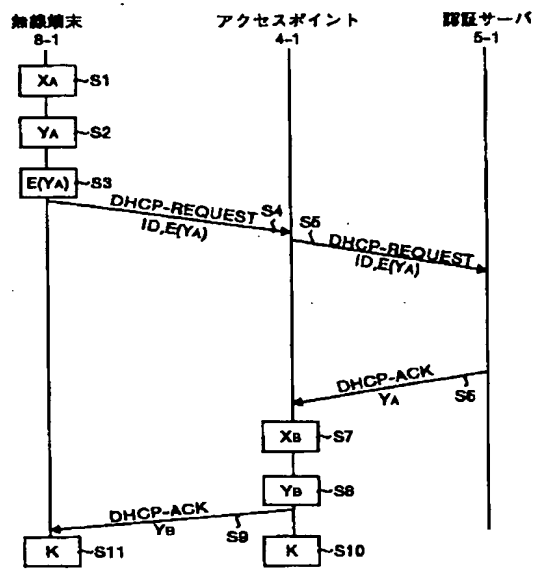 無線端末
8-1
アクセスポイント
4-1
認証サーバ
5-1
XA
S1
YA
S2
E(YA)
S3
DHCP-REQUEST
S4
ID,E(YA)
S5
DHCP-REQUEST
ID,E(YA)
DHCP-ACK
YA
S6
XB
S7
YB
S8
DHCP-ACK
YB
S9
K
S11
K
S10